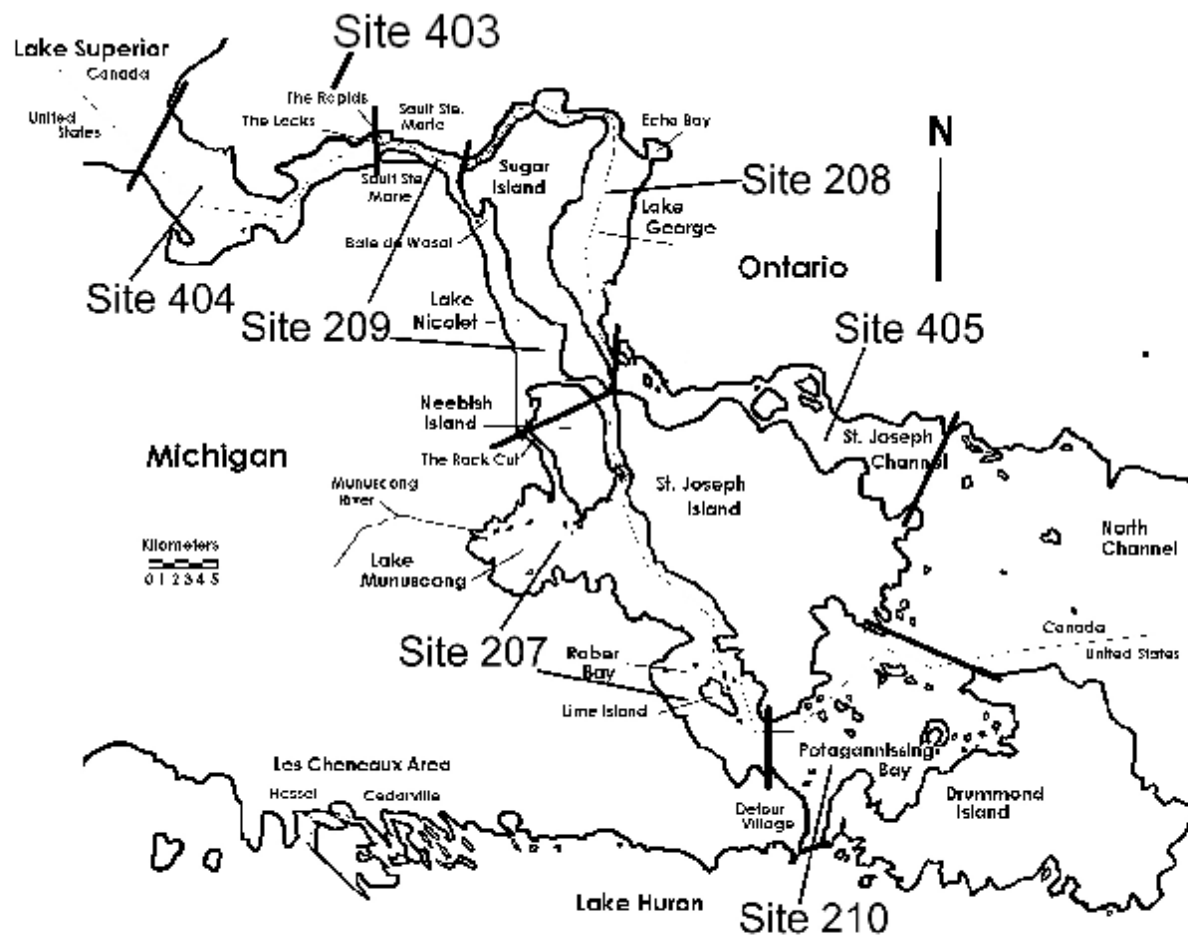 Site 403
Lake Superior
Canada
United
States
The Rapids
The Locks
Sault Ste.
Marie
Echo Bay
N
Sugar
Island
Site 208
Sault Ste.
Marie
Lake
George
Baie de Wasai
Ontario
Site 404
Lake
Nicolet
Site 209
Site 405
Neebish
Island
St. Joseph
Channel
Michigan
The Rock Cut
Munuscong
River
St. Joseph
Island
North
Channel
Kilometers
0 1 2 3 4 5
Lake
Munuscong
Canada
United States
Site 207
Raber
Bay
Lime Island
Potagannissing
Bay
Les Cheneaux Area
Hessel
Cedarville
Drummond
Island
Detour
Village
Lake Huron
Site 210